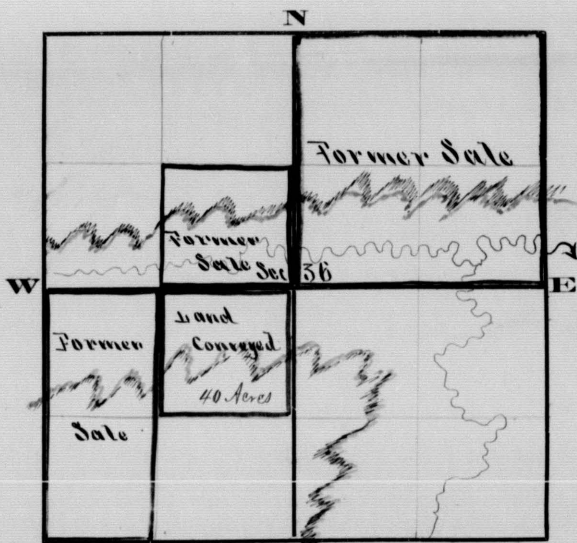 N
Former Sale
Former
Sale
Sec 36
W
E
Former
Sale
Land
Conveyed
40 Acres